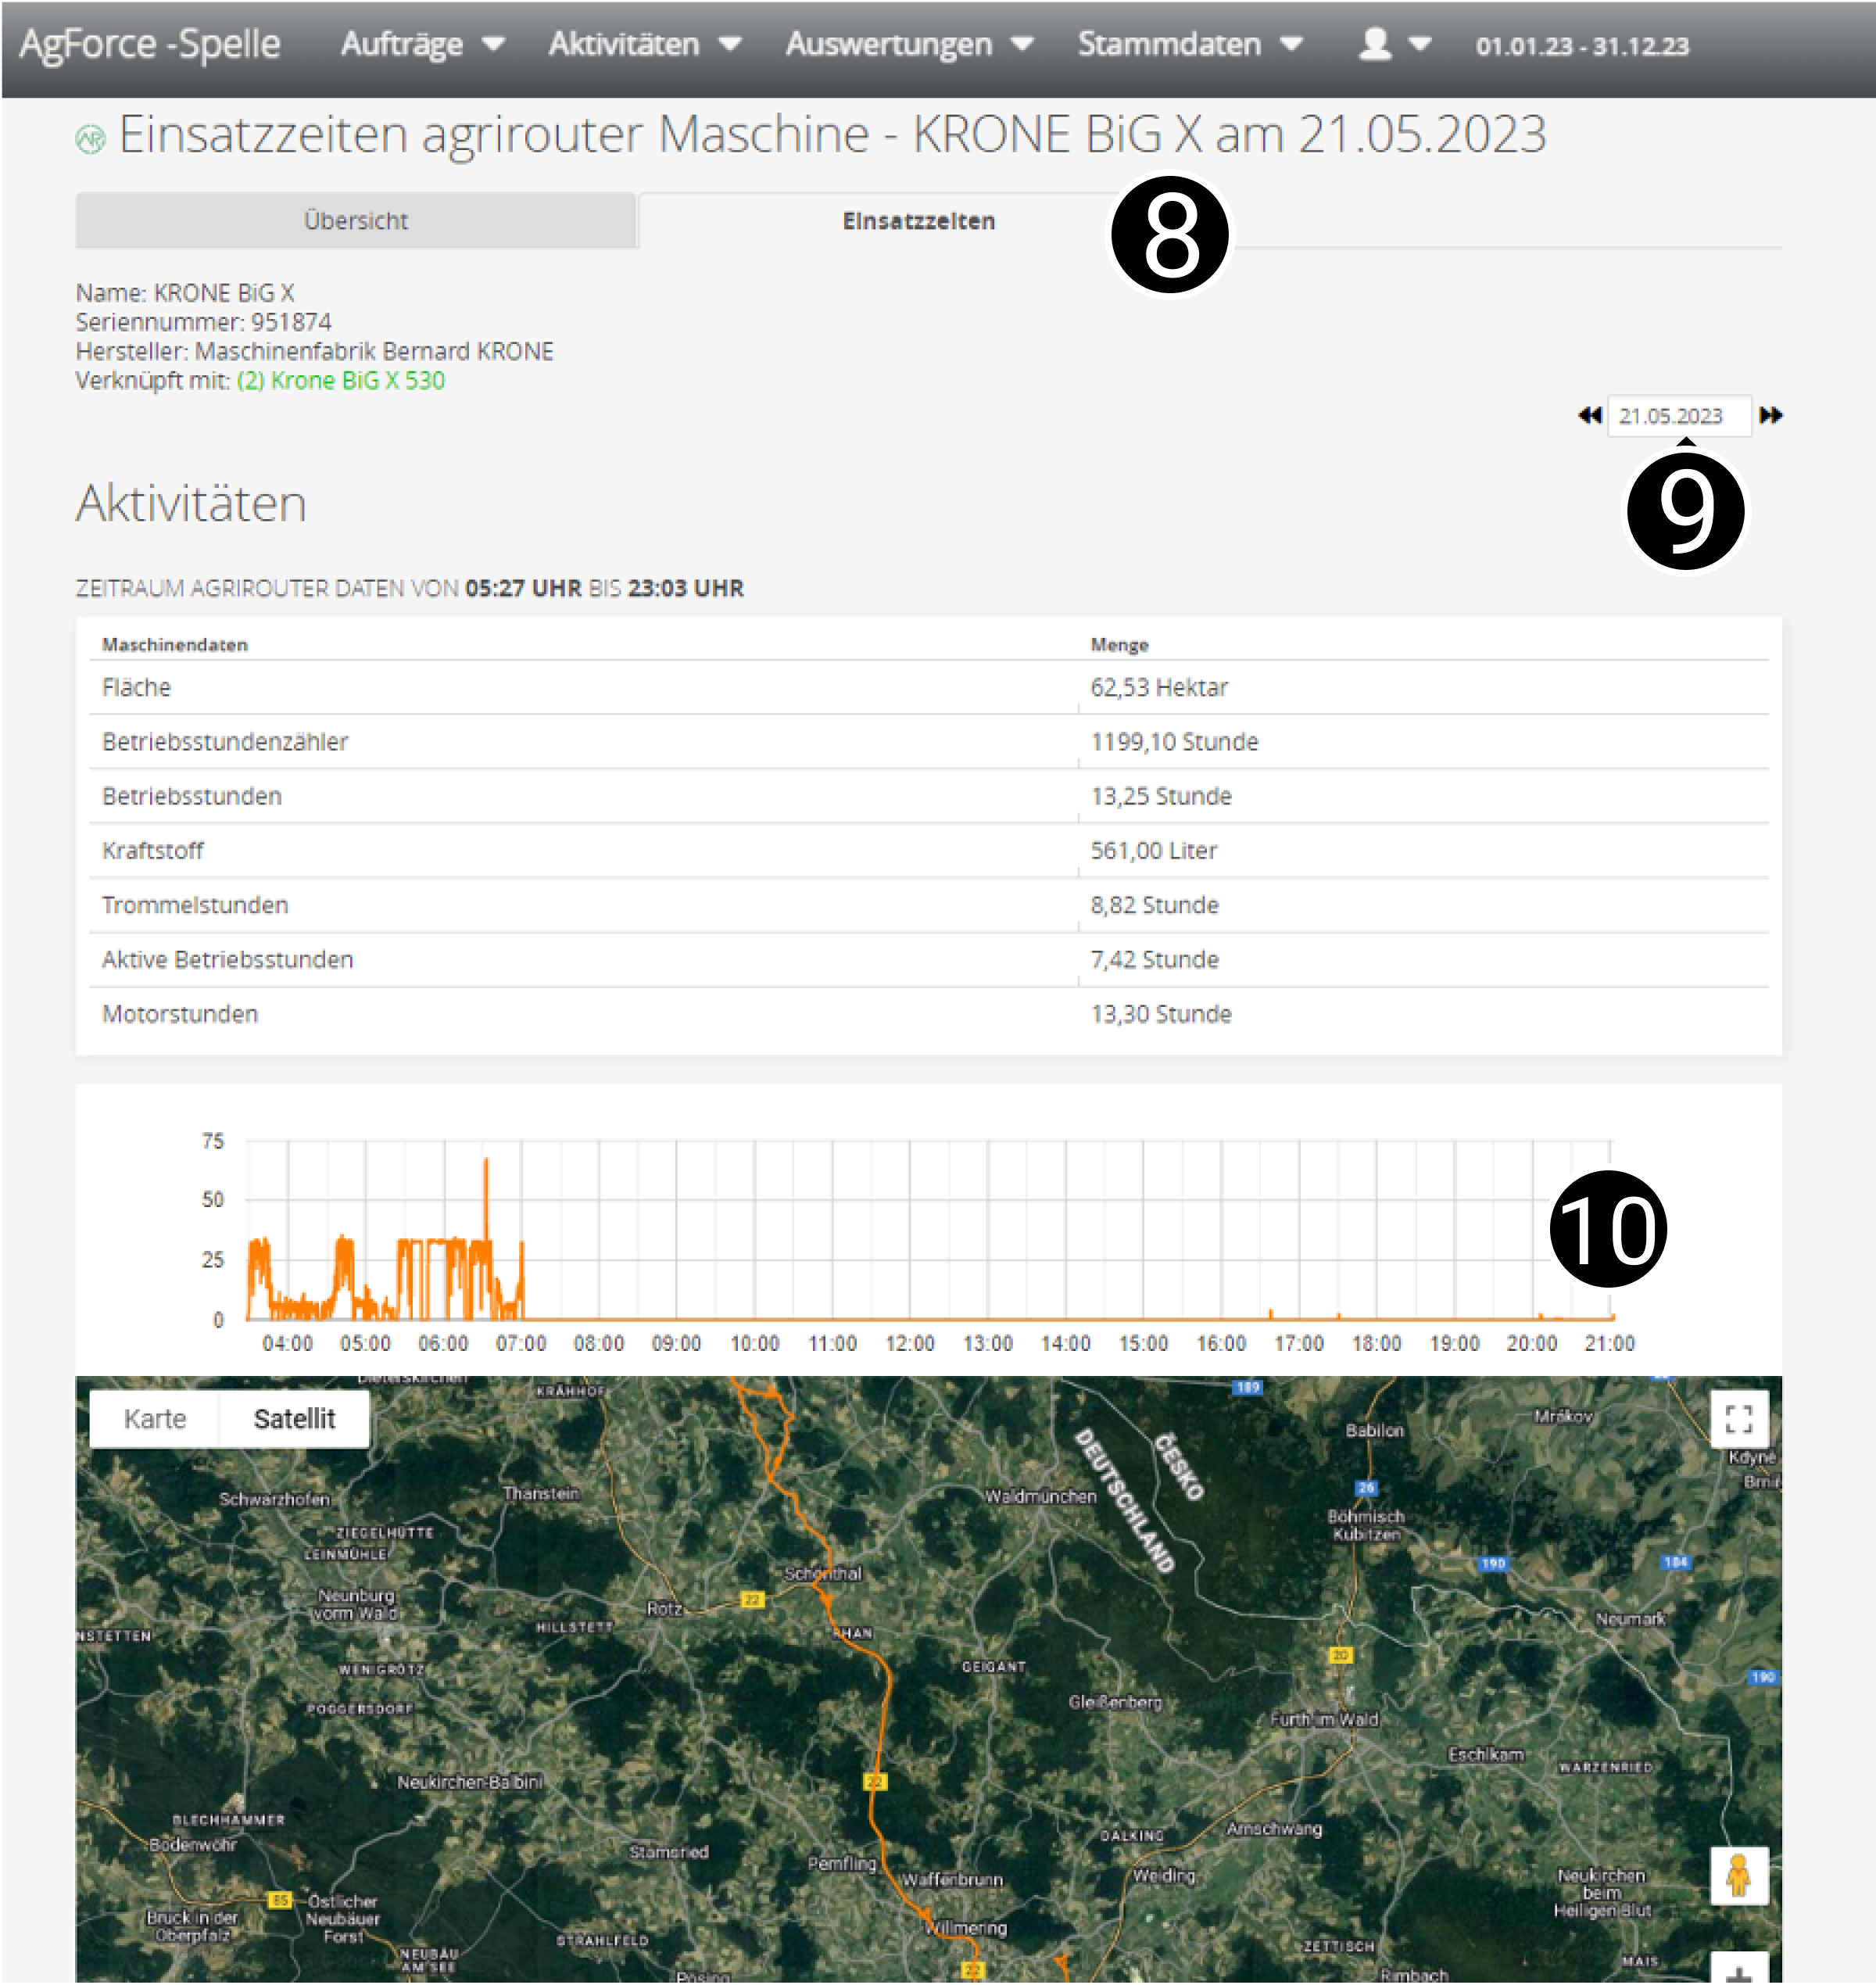 AgForce -Spelle Aufträge Aktivitäten Auswertungen Stammdaten 01.01.23 - 31.12.23
Einsatzzeiten agrirouter Maschine - KRONE BiG X am 21.05.2023
Übersicht Einsatzzeiten 8
Name: KRONE BiG X
Seriennummer: 951874
Hersteller: Maschinenfabrik Bernard KRONE
Verknüpft mit: (2) Krone BiG X 530
21.05.2023
9
Aktivitäten
ZEITRAUM AGRIROUTER DATEN VON 05:27 UHR BIS 23:03 UHR
Maschinendaten Menge
Fläche 62,53 Hektar
Betriebsstundenzähler 1199,10 Stunde
Betriebsstunden 13,25 Stunde
Kraftstoff 561,00 Liter
Trommelstunden 8,82 Stunde
Aktive Betriebsstunden 7,42 Stunde
Motorstunden 13,30 Stunde
75
50
25
0
10
04:00 05:00 06:00 07:00 08:00 09:00 10:00 11:00 12:00 13:00 14:00 15:00 16:00 17:00 18:00 19:00 20:00 21:00
Karte Satellit
KRÄHHOF
189
Mrákov
Babilon
DEUTSCHLAND
ČESKO
Kdyně
26
Schwarzhofen
Thanstein
Waldmünchen
Böhmisch
Kubitzen
ZIEGELHÜTTE
LEINMÜHLE
190
184
Schönthal
Neunburg
vorm Wald
22
Rötz
Neumark
HILLSTETT
RHAN
NSTETTEN
20
WENIGRÖTZ
GEIGANT
190
POGGERSDORF
Gleißenberg
Furth im Wald
Eschlkam
WARZENRIED
Neukirchen-Balbini
22
BLECHHAMMER
Bodenwöhr
Arnschwang
DALKING
Stamsried
Pemfling
Waffenbrunn
Weiding
Neukirchen
beim
Heiligen Blut
85
Östlicher
Neubäuer
Forst
Bruck in der
Oberpfalz
Willmering
STRAHLFELD
ZETTISCH
NEUBÄU
AM SEE
MAIS
22
Pösing
Rimbach